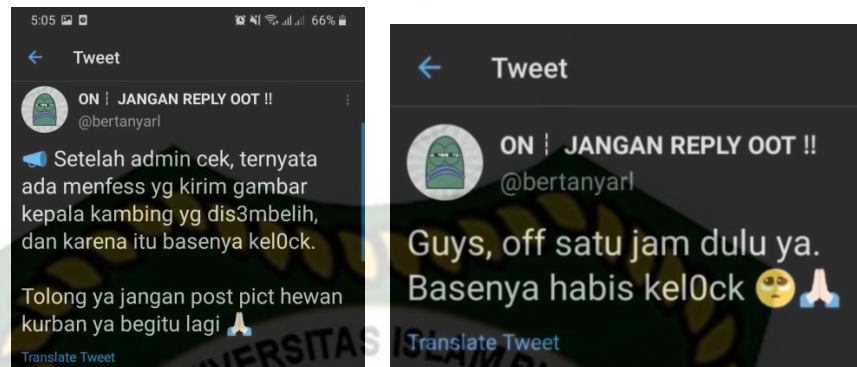 5:05 66%
Tweet
ON ¦ JANGAN REPLY OOT !!
@bertanyarl
📢 Setelah admin cek, ternyata
ada menfess yg kirim gambar
kepala kambing yg dis3mbelih,
dan karena itu basenya kel0ck.
Tolong ya jangan post pict hewan
kurban ya begitu lagi 🙏🏻
Translate Tweet
Tweet
ON ¦ JANGAN REPLY OOT !!
@bertanyarl
Guys, off satu jam dulu ya.
Basenya habis kel0ck 🥺🙏🏻
Translate Tweet
UNIVERSITAS ISLAM